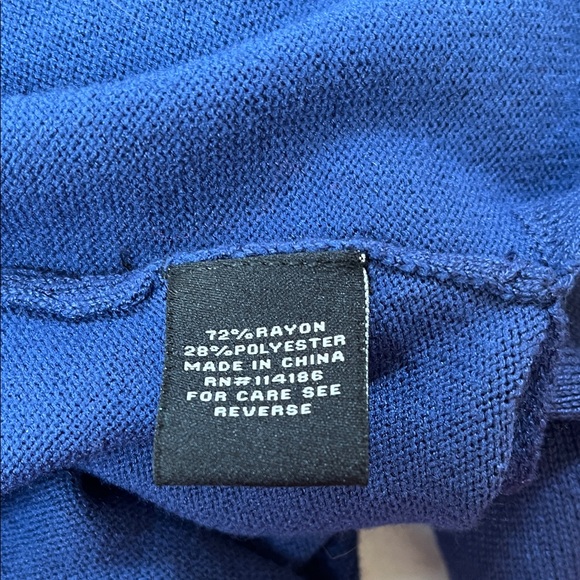 72%RAYON
28%POLYESTER
MADE IN CHINA
RN#114186
FOR CARE SEE
REVERSE